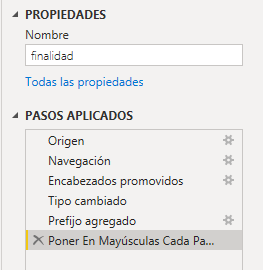 PROPIEDADES
Nombre
finalidad
Todas las propiedades
PASOS APLICADOS
Origen
Navegación
Encabezados promovidos
Tipo cambiado
Prefijo agregado
Poner En Mayúsculas Cada Pa...